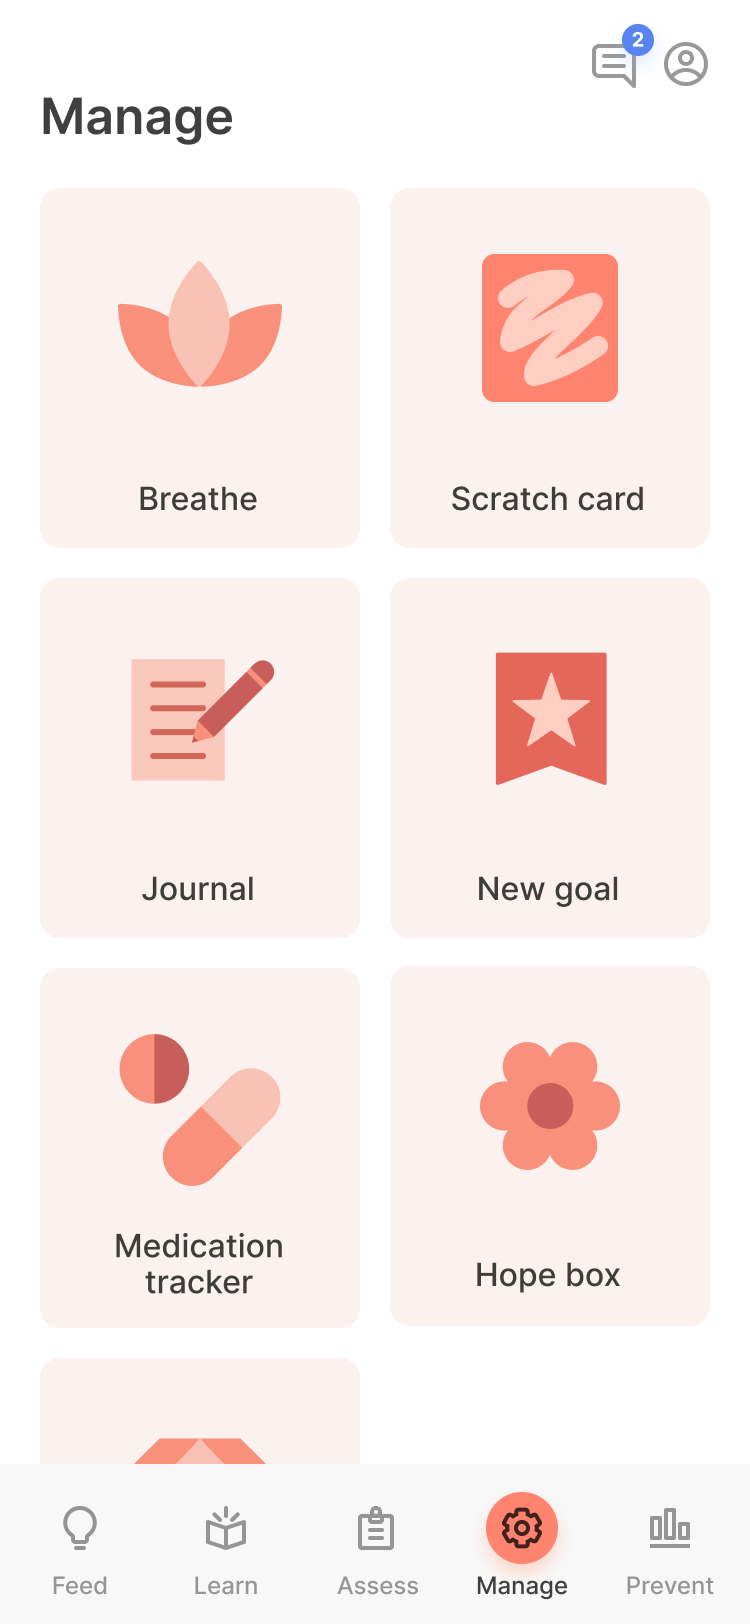 2
Manage
Breathe
Scratch card
Journal
New goal
Medication
tracker
Hope box
Feed
Learn
Assess
Manage
Prevent